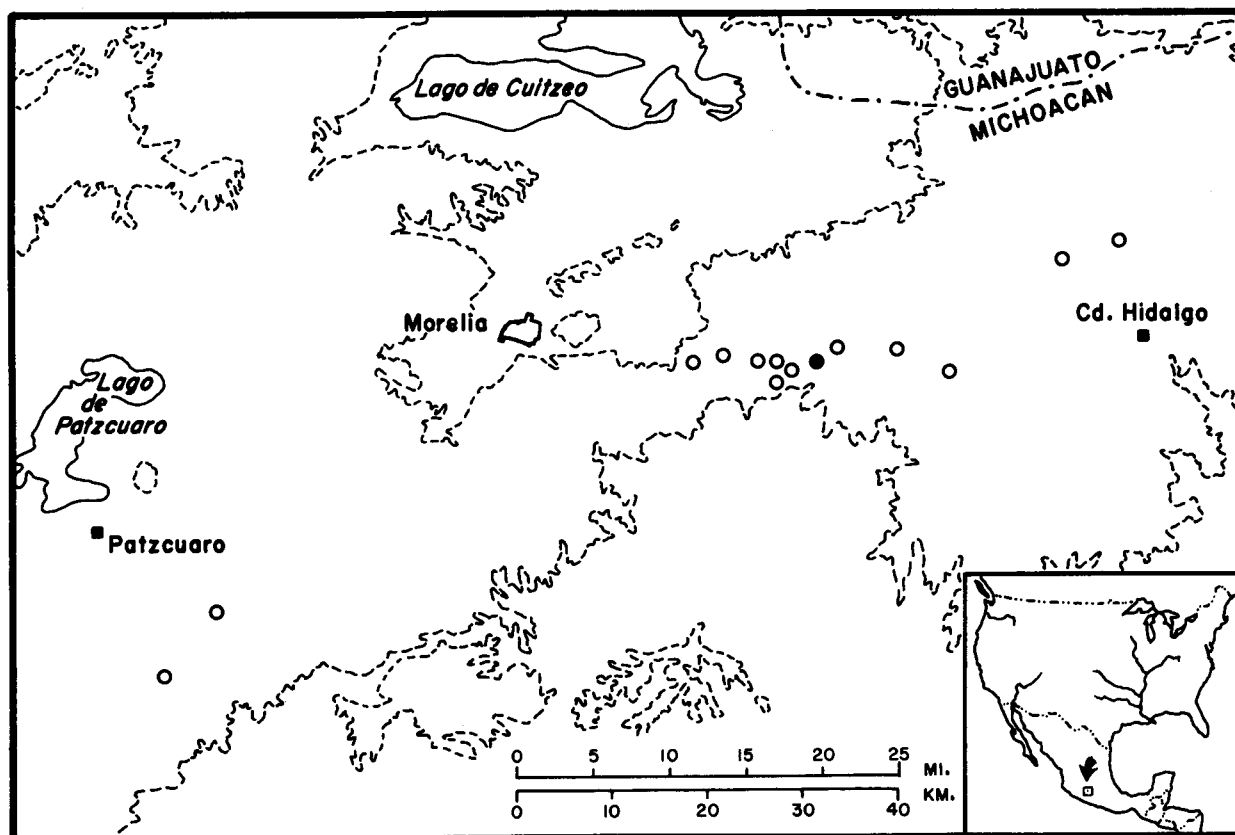 Lago de Cuitzeo
GUANAJUATO
MICHOACAN
Morelia
Cd. Hidalgo
Lago
de
Patzcuaro
Patzcuaro
0 5 10 15 20 25 MI.
0 10 20 30 40 KM.